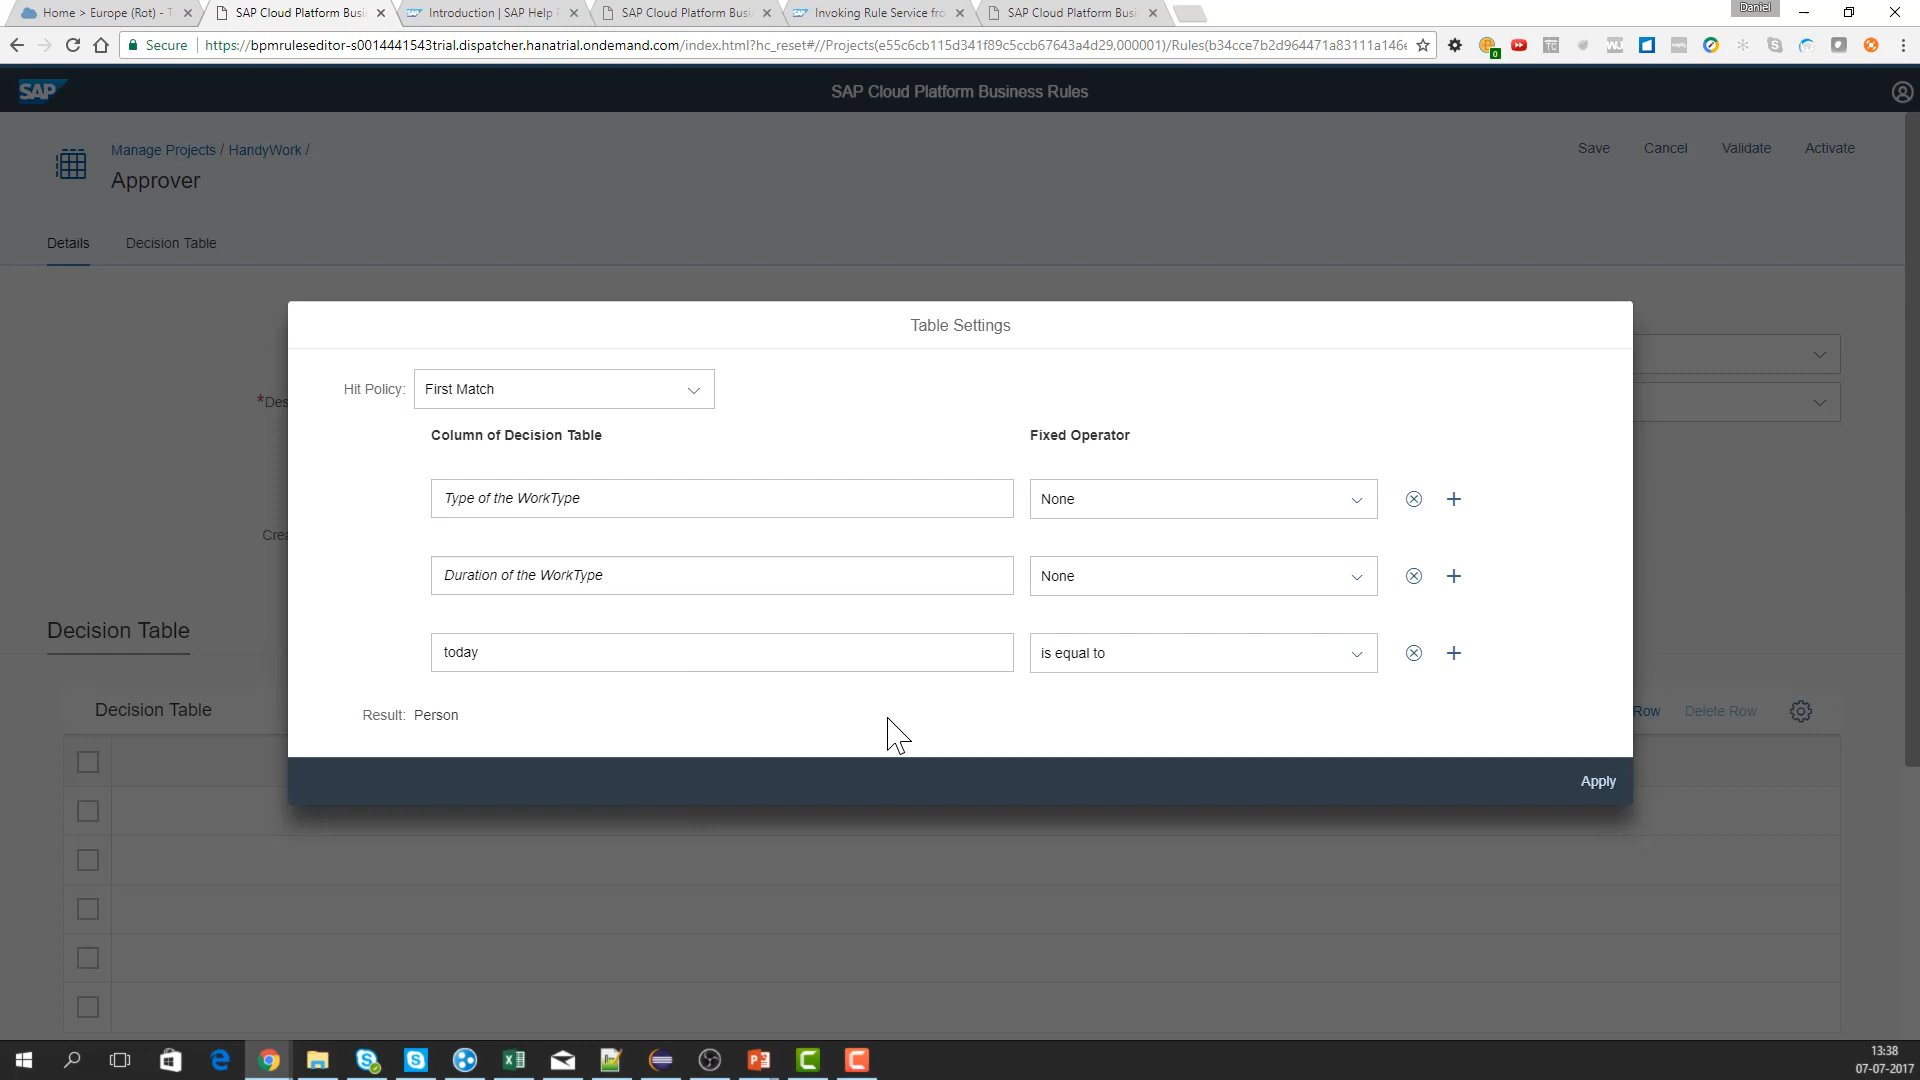 Home > Europe (Rot) - T
SAP Cloud Platform Busi
Introduction | SAP Help
SAP Cloud Platform Busi
Invoking Rule Service fro
SAP Cloud Platform Busi
Daniel
Secure
https://bpmruleseditor-s0014441543trial.dispatcher.hanatrial.ondemand.com/index.html?hc_reset#//Projects(e55c6cb115d341f89c5ccb67643a4d29,000001)/Rules(b34cce7b2d964471a83111a146e
SAP
SAP Cloud Platform Business Rules
Manage Projects / HandyWork /
Approver
Save
Cancel
Validate
Activate
Details
Decision Table
Table Settings
Hit Policy:
First Match
*Des
Column of Decision Table
Fixed Operator
Type of the WorkType
None
Crea
Duration of the WorkType
None
Decision Table
today
is equal to
Result: Person
Decision Table
Row
Delete Row
Apply
13:38
07-07-2017